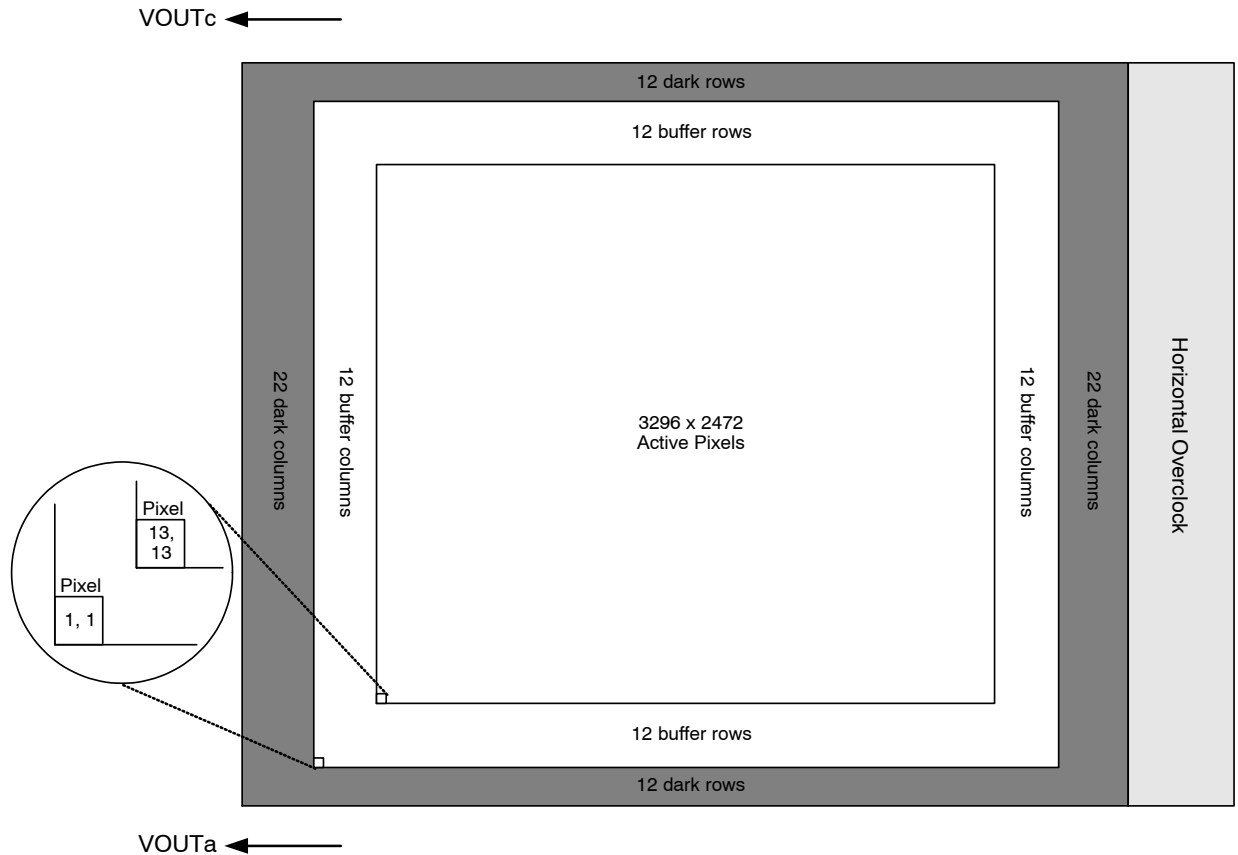 VOUTc
12 dark rows
12 buffer rows
22 dark columns
12 buffer columns
3296 x 2472
Active Pixels
12 buffer columns
22 dark columns
Horizontal Overclock
Pixel
13,
13
Pixel
1, 1
12 buffer rows
12 dark rows
VOUTa